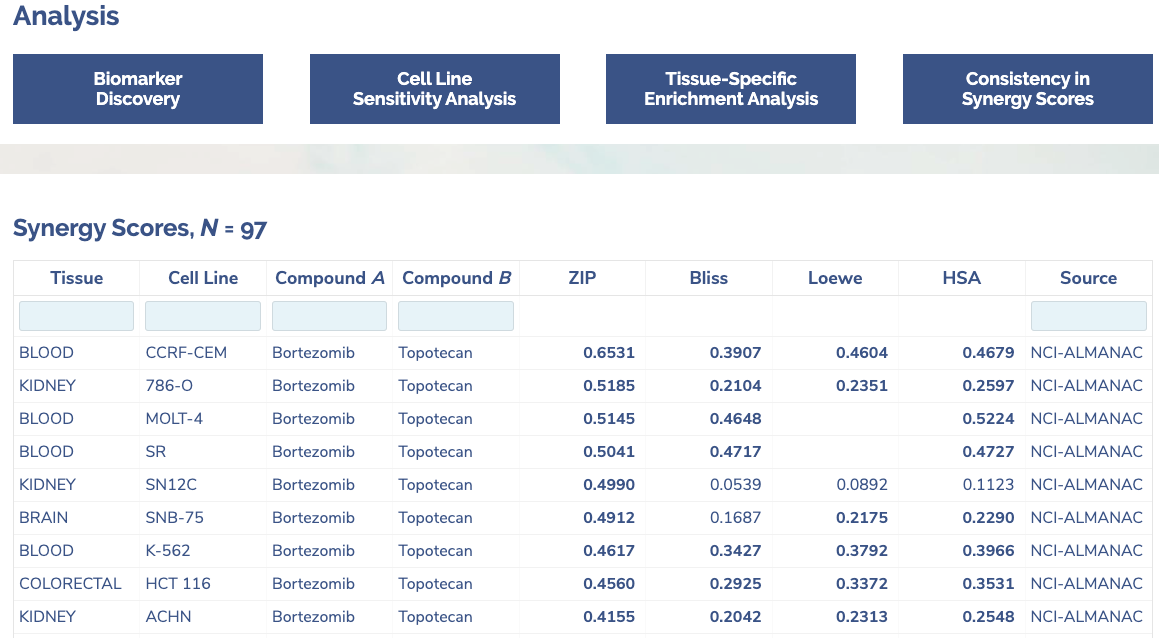 Analysis
Biomarker Discovery
Cell Line Sensitivity Analysis
Tissue-Specific Enrichment Analysis
Consistency in Synergy Scores
Synergy Scores, N = 97
Tissue Cell Line Compound A Compound B ZIP Bliss Loewe HSA Source
BLOOD CCRF-CEM Bortezomib Topotecan 0.6531 0.3907 0.4604 0.4679 NCI-ALMANAC
KIDNEY 786-O Bortezomib Topotecan 0.5185 0.2104 0.2351 0.2597 NCI-ALMANAC
BLOOD MOLT-4 Bortezomib Topotecan 0.5145 0.4648 0.5224 NCI-ALMANAC
BLOOD SR Bortezomib Topotecan 0.5041 0.4717 0.4727 NCI-ALMANAC
KIDNEY SN12C Bortezomib Topotecan 0.4990 0.0539 0.0892 0.1123 NCI-ALMANAC
BRAIN SNB-75 Bortezomib Topotecan 0.4912 0.1687 0.2175 0.2290 NCI-ALMANAC
BLOOD K-562 Bortezomib Topotecan 0.4617 0.3427 0.3792 0.3966 NCI-ALMANAC
COLORECTAL HCT 116 Bortezomib Topotecan 0.4560 0.2925 0.3372 0.3531 NCI-ALMANAC
KIDNEY ACHN Bortezomib Topotecan 0.4155 0.2042 0.2313 0.2548 NCI-ALMANAC